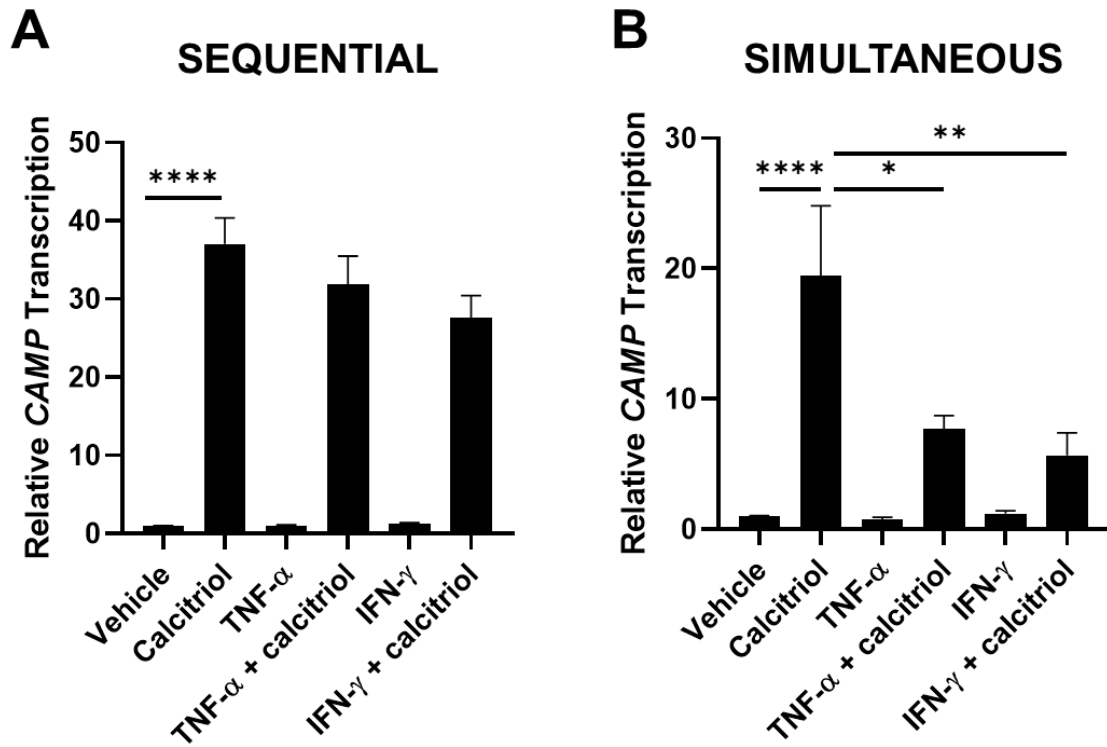 A
SEQUENTIAL
Relative CAMP Transcription
50
40
30
20
10
0
****
Vehicle
Calcitriol
TNF-α
TNF-α + calcitriol
IFN-γ
IFN-γ + calcitriol
B
SIMULTANEOUS
Relative CAMP Transcription
30
20
10
0
**
****
*
Vehicle
Calcitriol
TNF-α
TNF-α + calcitriol
IFN-γ
IFN-γ + calcitriol